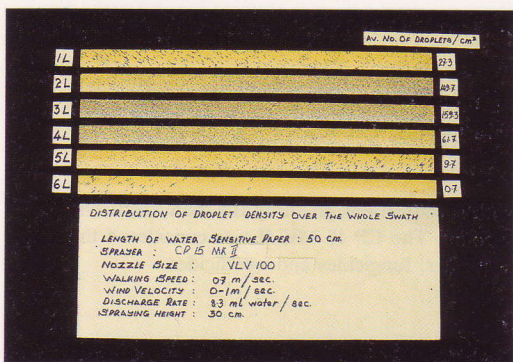 AV. NO. OF DROPLETS/cm²
1L 27.3
2L 149.7
3L 159.3
4L 61.7
5L 9.7
6L 0.7
DISTRIBUTION OF DROPLET DENSITY OVER THE WHOLE SWATH
LENGTH OF WATER SENSITIVE PAPER : 50 cm.
SPRAYER : CP 15 MK II
NOZZLE SIZE : VLV 100
WALKING SPEED : 0.7 m/sec.
WIND VELOCITY : 0-1m/sec.
DISCHARGE RATE : 8.3 ml water/sec.
SPRAYING HEIGHT : 30 cm.